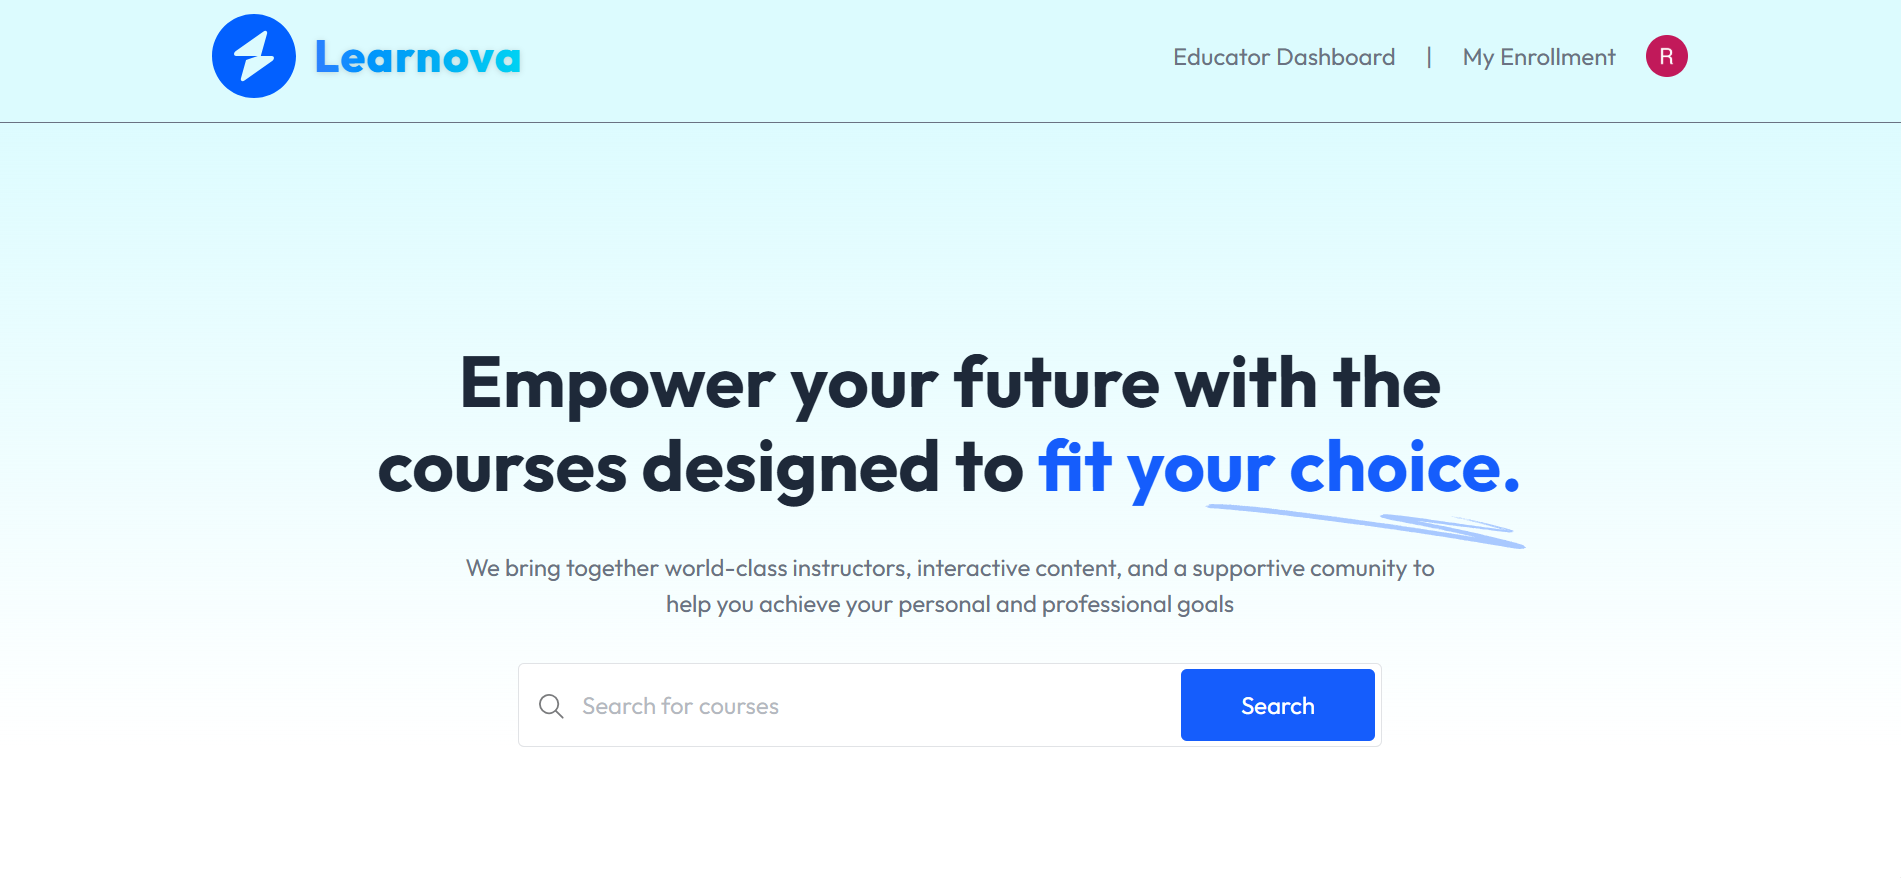 Learnova
Educator Dashboard | My Enrollment R
Empower your future with the
courses designed to fit your choice.
We bring together world-class instructors, interactive content, and a supportive comunity to
help you achieve your personal and professional goals
Search for courses Search